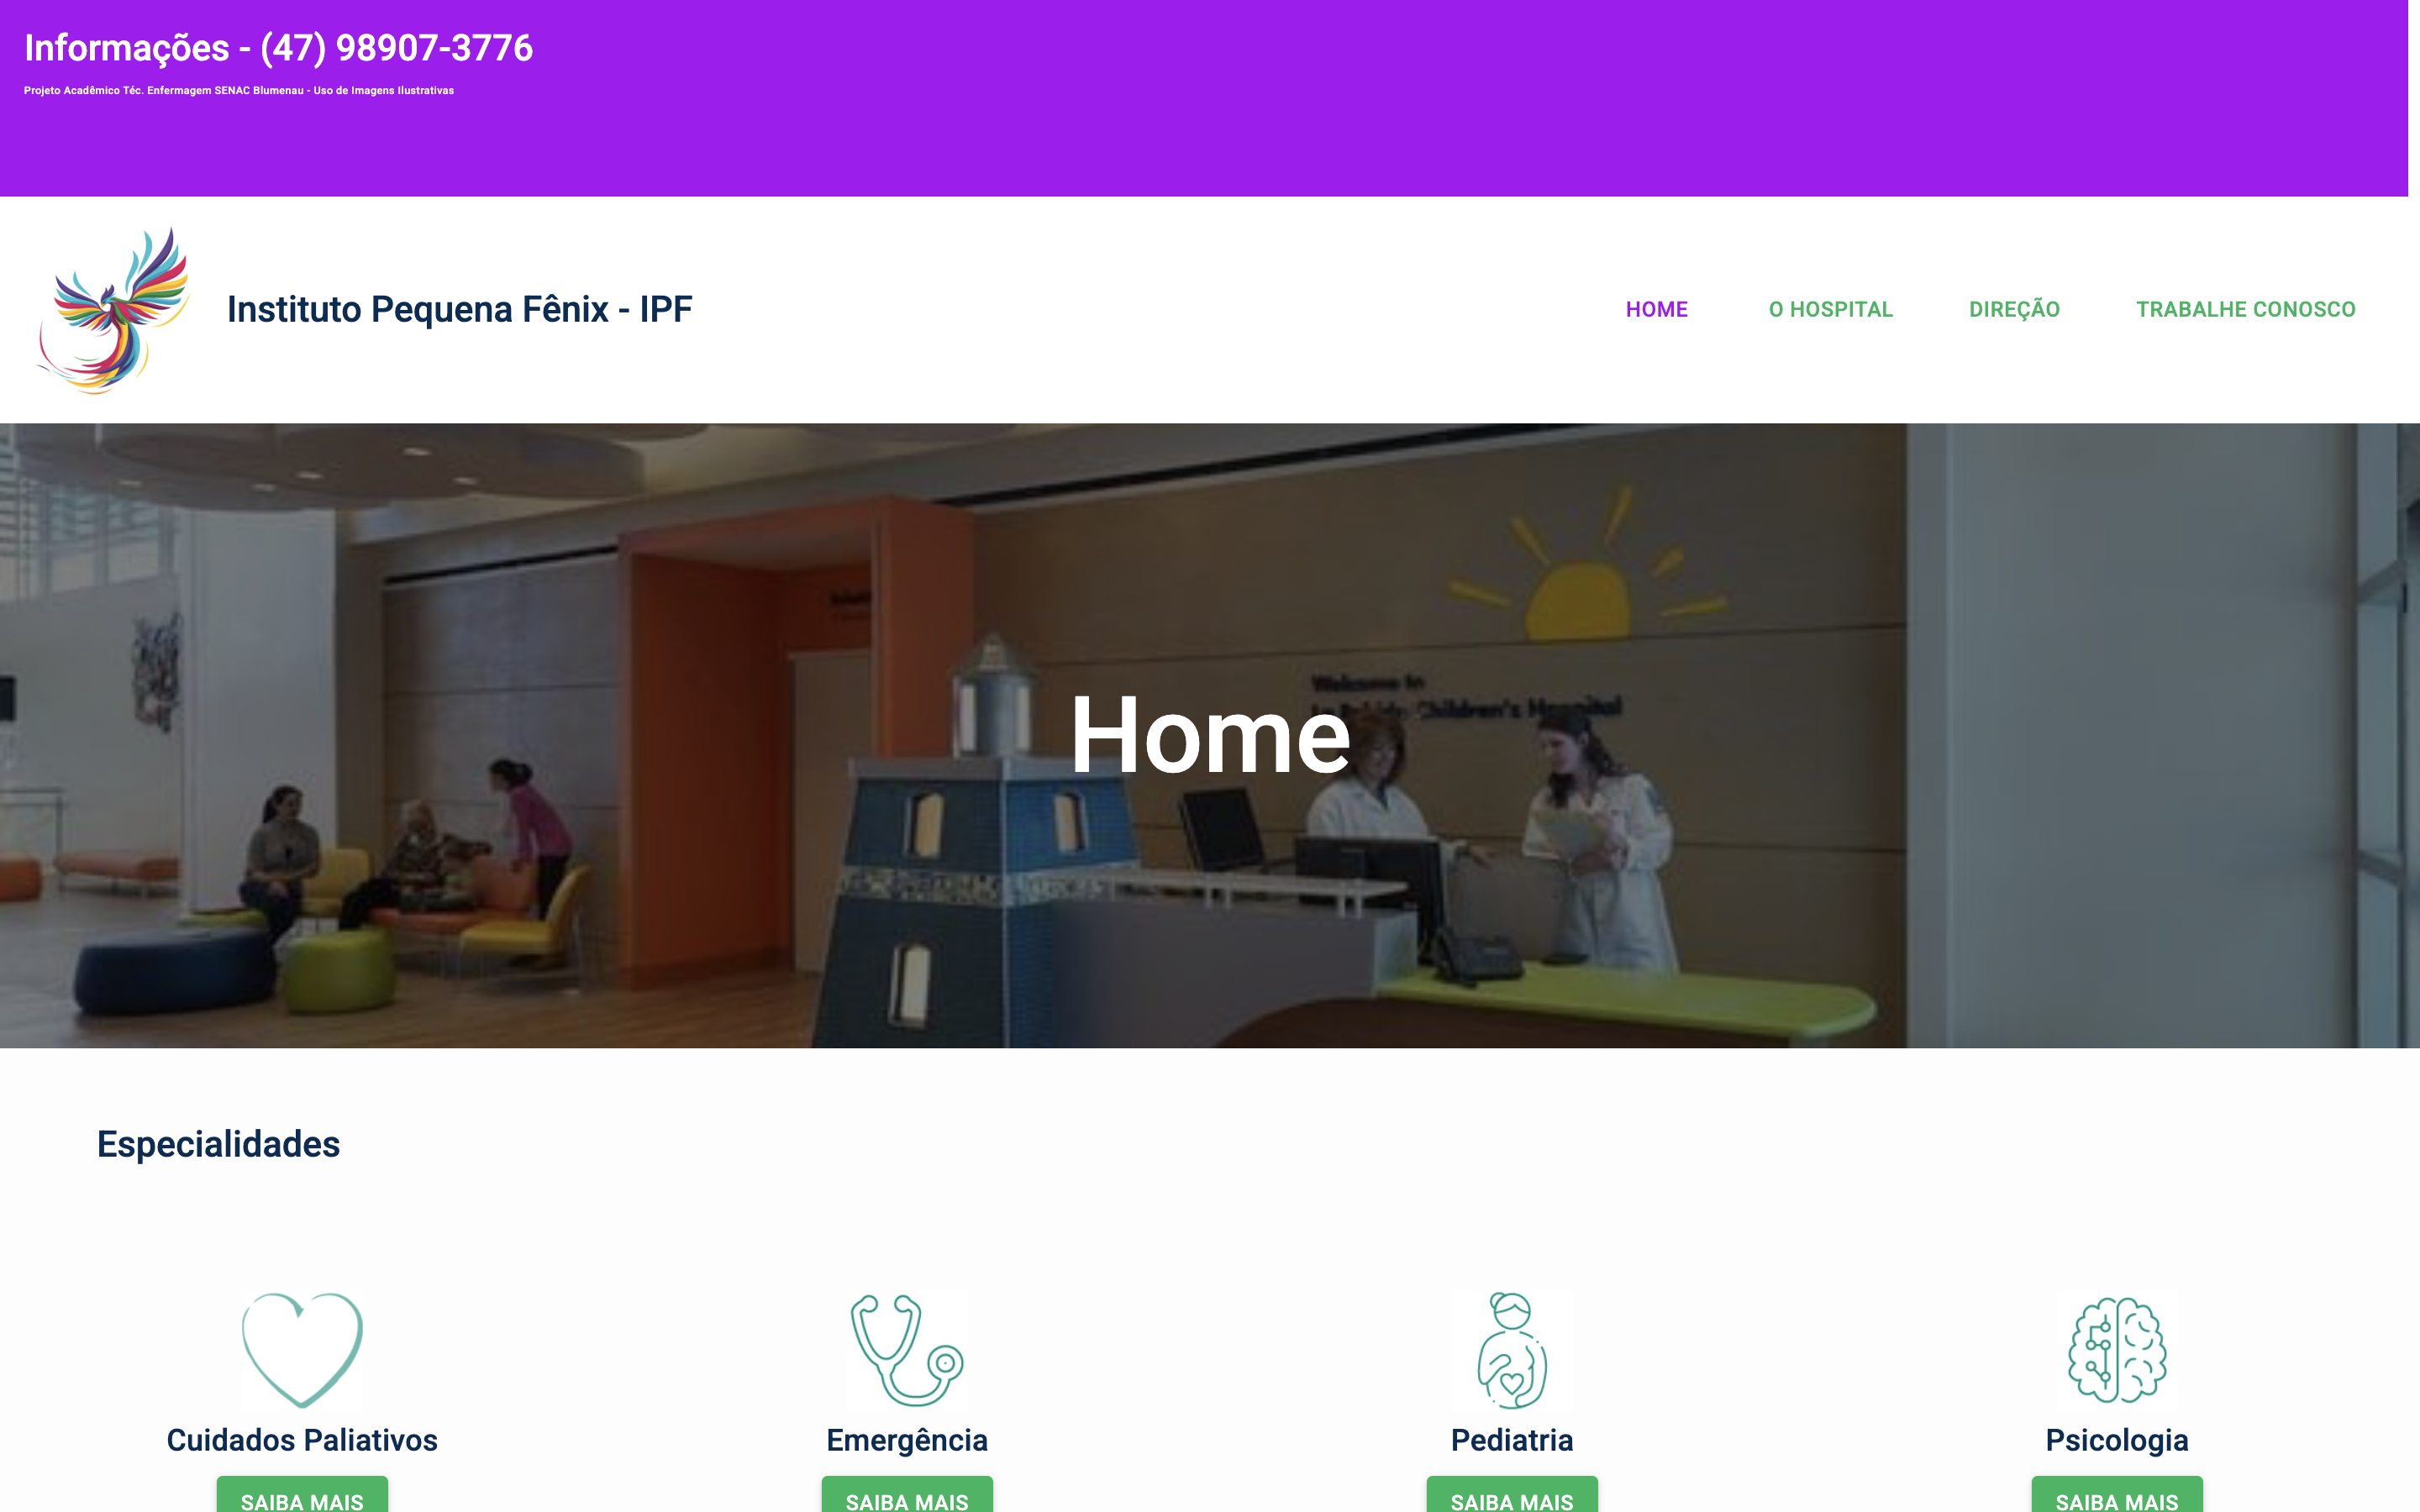 Informações - (47) 98907-3776
Projeto Acadêmico Téc. Enfermagem SENAC Blumenau - Uso de Imagens Ilustrativas
Instituto Pequena Fênix - IPF
HOME
O HOSPITAL
DIREÇÃO
TRABALHE CONOSCO
Welcome to
Children's Hospital
Home
Especialidades
Cuidados Paliativos
Emergência
Pediatria
Psicologia
SAIBA MAIS
SAIBA MAIS
SAIBA MAIS
SAIBA MAIS